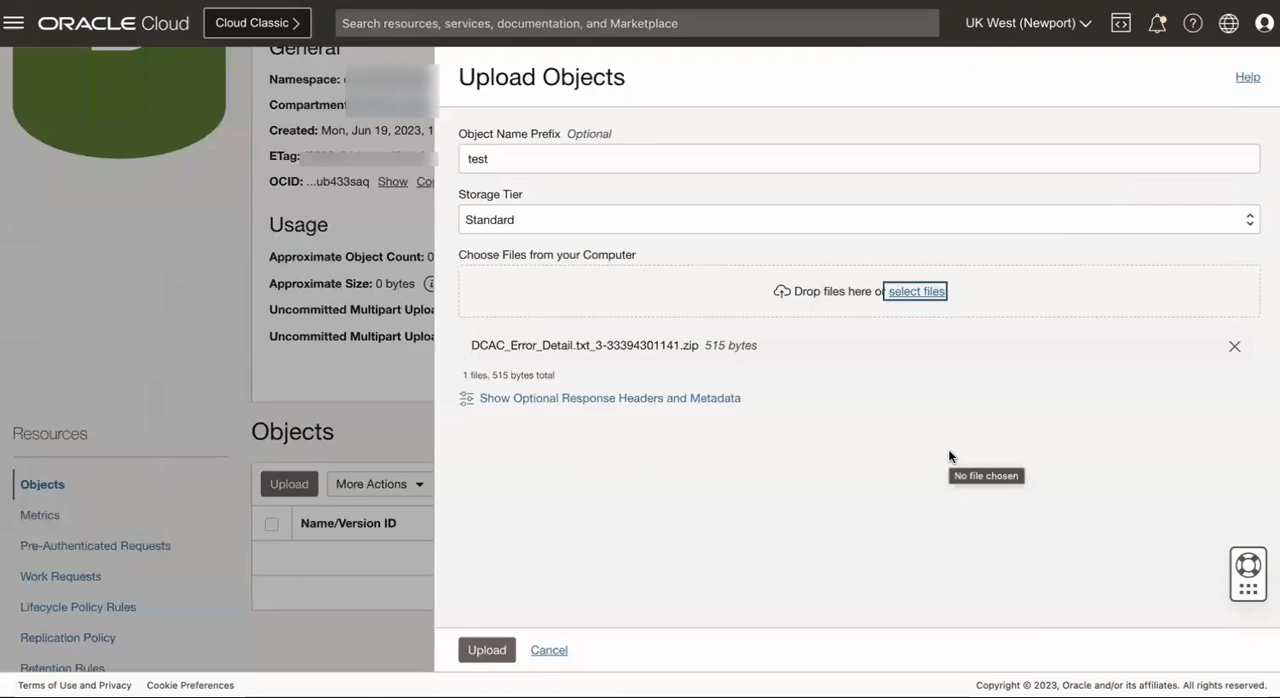 ORACLE Cloud
Cloud Classic
Search resources, services, documentation, and Marketplace
UK West (Newport)
General
Namespace:
Compartment
Created: Mon, Jun 19, 2023, 1
ETag:
OCID: ...ub433saq Show Cop
Usage
Approximate Object Count: 0
Approximate Size: 0 bytes
Uncommitted Multipart Uploa
Uncommitted Multipart Uploa
Resources
Objects
Metrics
Pre-Authenticated Requests
Work Requests
Lifecycle Policy Rules
Replication Policy
Retention Rules
Objects
Upload
More Actions
Name/Version ID
Upload Objects
Help
Object Name Prefix Optional
test
Storage Tier
Standard
Choose Files from your Computer
Drop files here or select files
DCAC_Error_Detail.txt_3-33394301141.zip 515 bytes
1 files, 515 bytes total
Show Optional Response Headers and Metadata
No file chosen
Upload
Cancel
Terms of Use and Privacy
Cookie Preferences
Copyright © 2023, Oracle and/or its affiliates. All rights reserved.